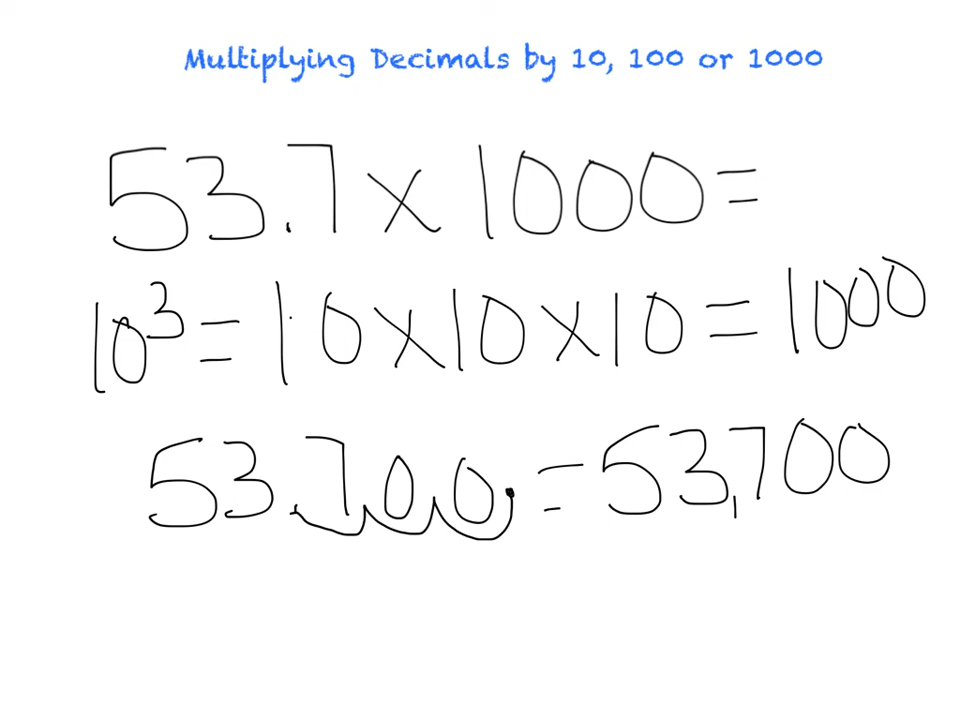 Multiplying Decimals by 10, 100 or 1000
53.7 x 1000 =
10³ = 10 x 10 x 10 = 1000
53.700. = 53,700